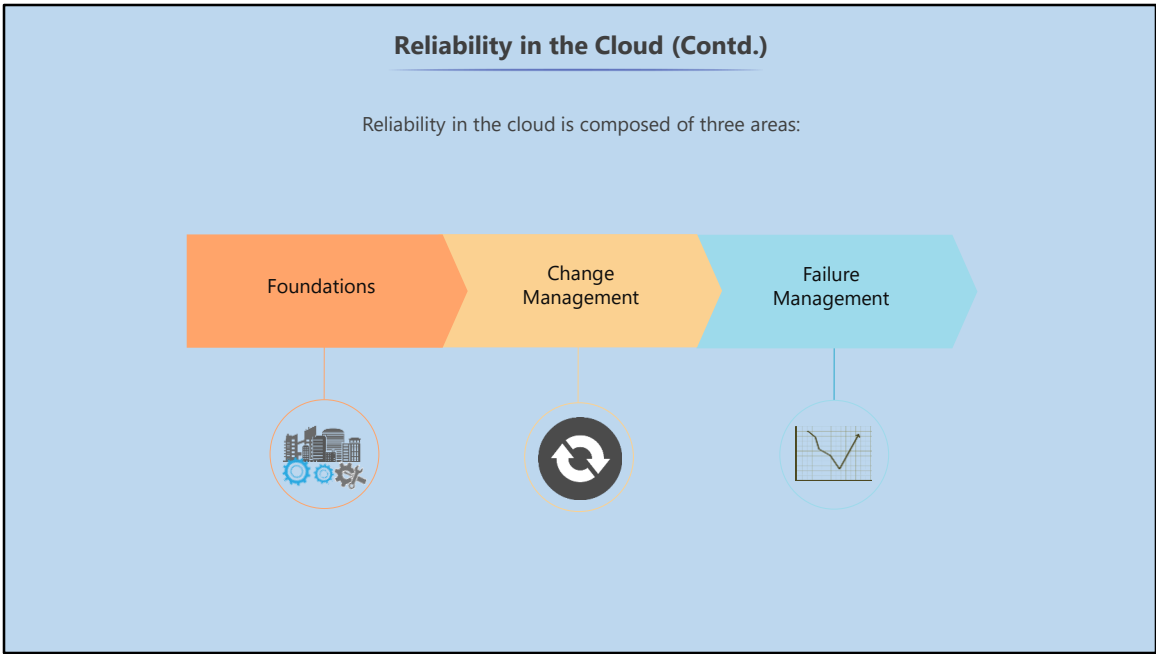 Reliability in the Cloud (Contd.)
Reliability in the cloud is composed of three areas:
Foundations
Change
Management
Failure
Management